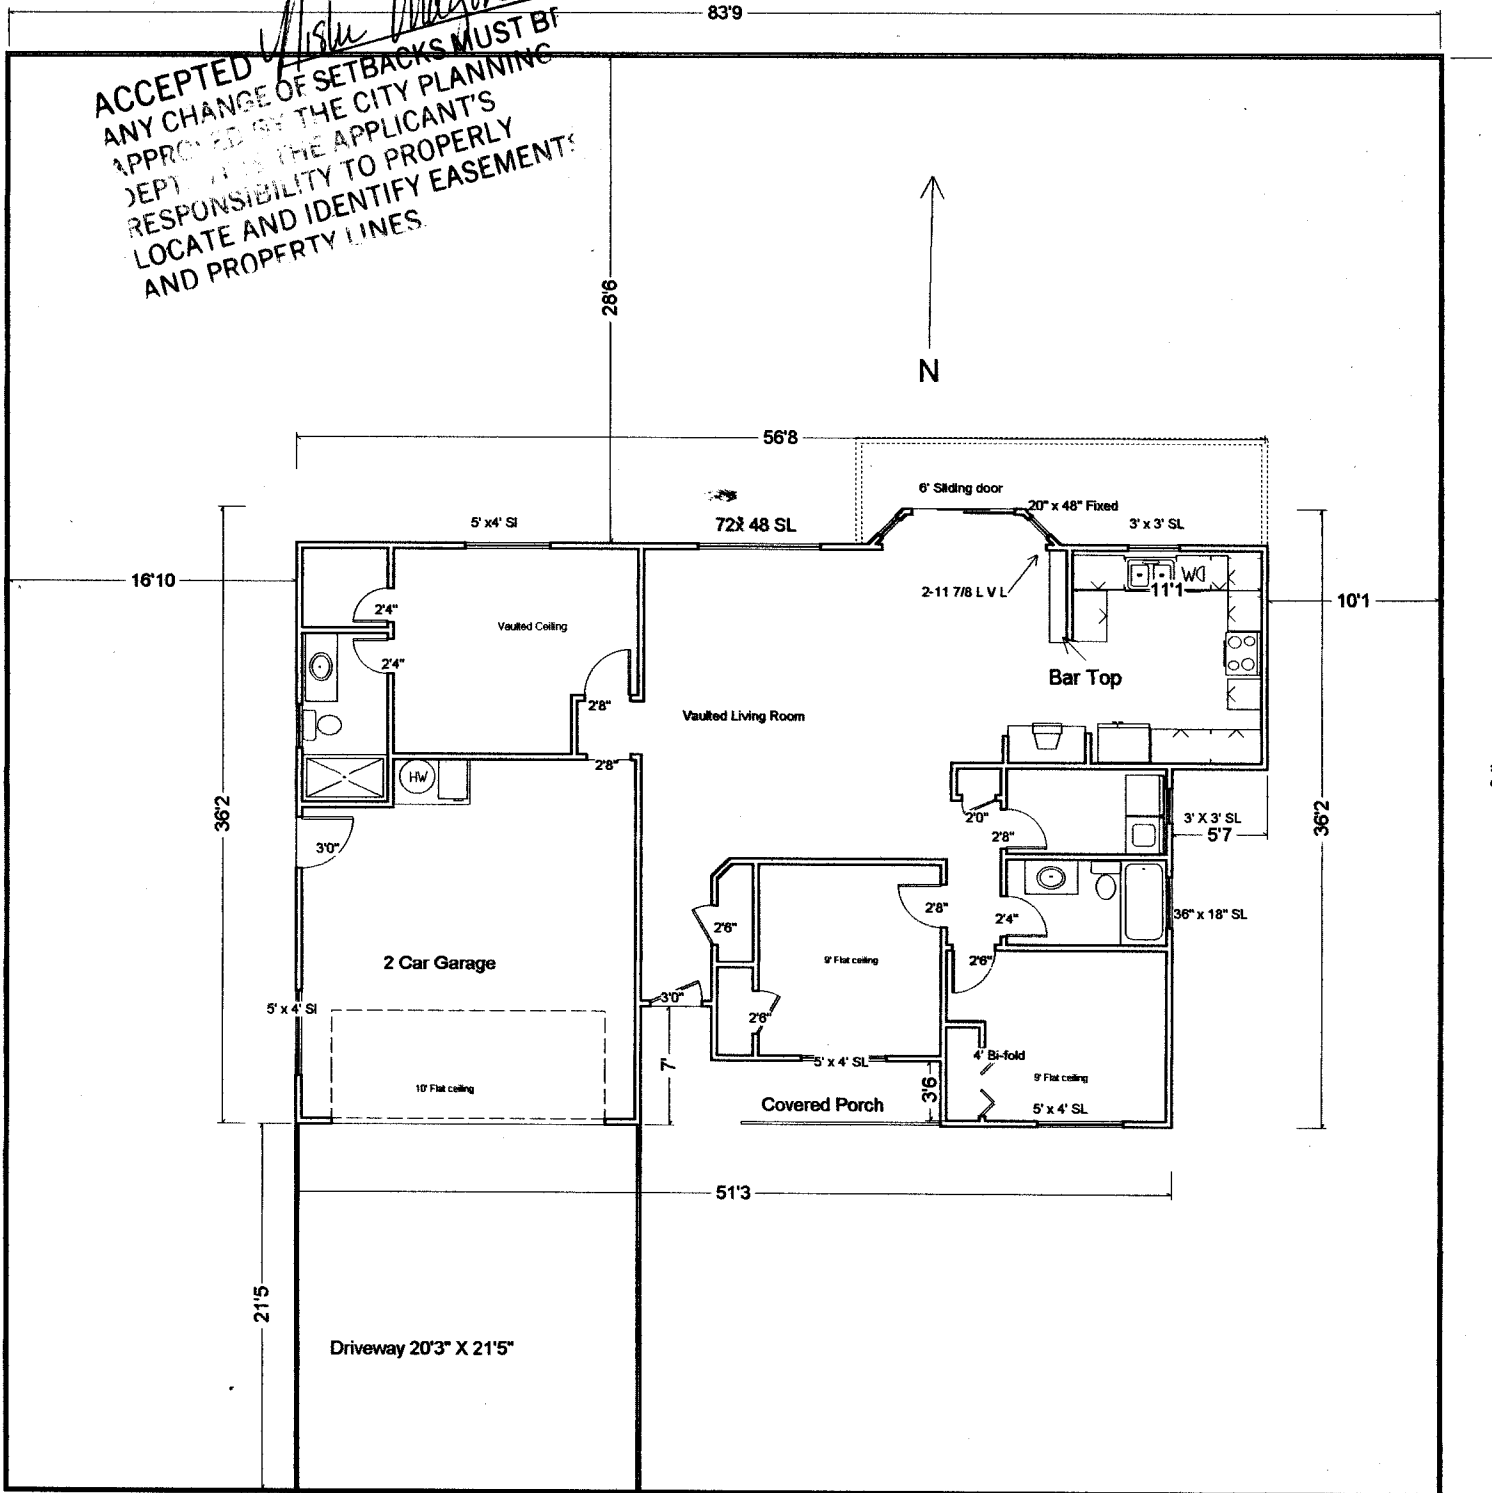 83'9
ACCEPTED
ANY CHANGE OF SETBACKS MUST BE
APPROVED BY THE CITY PLANNING
DEPT. IT IS THE APPLICANT'S
RESPONSIBILITY TO PROPERLY
LOCATE AND IDENTIFY EASEMENTS
AND PROPERTY LINES.
28'6
N
56'8
6' Sliding door
20" x 48" Fixed
5' x4' Sl
72x 48 SL
3' x 3' SL
16'10
2-11 7/8 L V L
DW
11'1
10'1
2'4"
Vaulted Ceiling
2'4"
Bar Top
2'8"
Vaulted Living Room
2'8"
HW
36'2
36'2
2'0"
2'8"
3' X 3' SL
5'7
3'0"
2'8"
2'4"
36" x 18" SL
2'6"
2 Car Garage
9' Flat ceiling
2'6"
5' x 4' Sl
3'0"
2'6"
7'
5' x 4' SL
4' Bi-fold
10' Flat ceiling
3'6
9' Flat ceiling
Covered Porch
5' x 4' SL
51'3
21'5
Driveway 20'3" X 21'5"